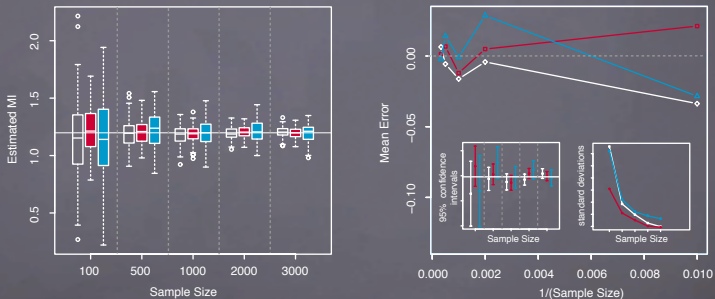 Estimated MI
2.0
1.5
1.0
0.5
100
500
1000
2000
3000
Sample Size
Mean Error
0.00
−0.05
−0.10
95% confidence
intervals
Sample Size
standard deviations
Sample Size
0.000
0.002
0.004
0.006
0.008
0.010
1/(Sample Size)